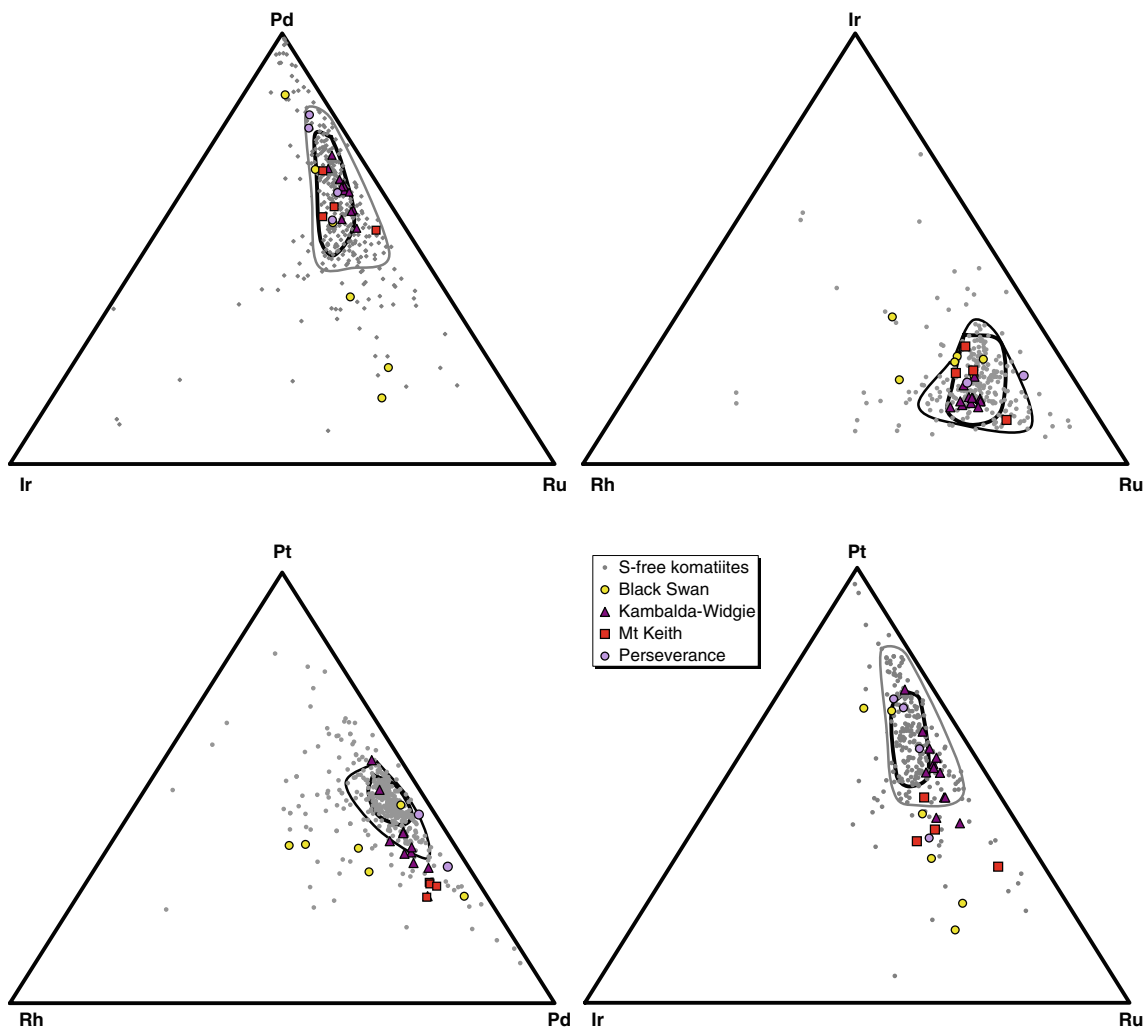 Pd
Ir
Ir
Ru
Rh
Ru
Pt
Pt
S-free komatiites
Black Swan
Kambalda-Widgie
Mt Keith
Perseverance
Rh
Pd
Ir
Ru